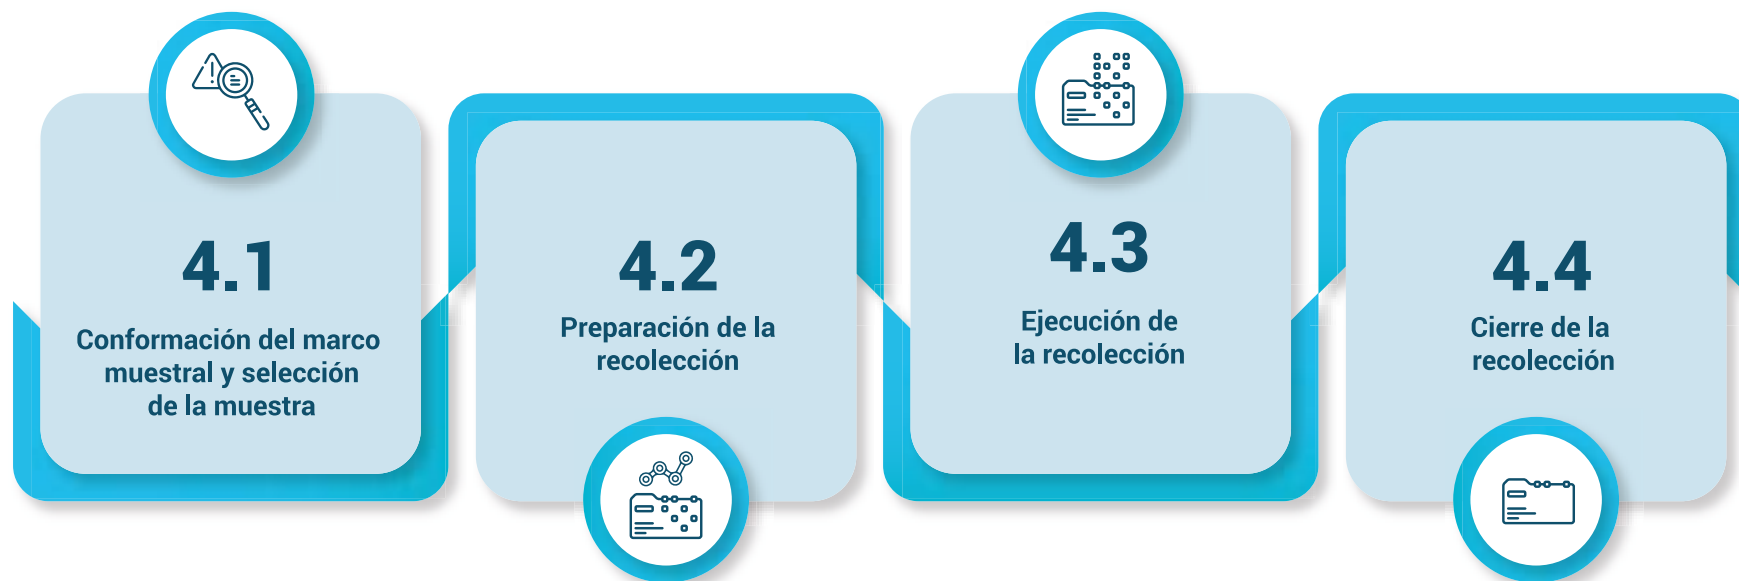 4.1
Conformación del marco
muestral y selección
de la muestra
4.2
Preparación de la
recolección
4.3
Ejecución de
la recolección
4.4
Cierre de la
recolección